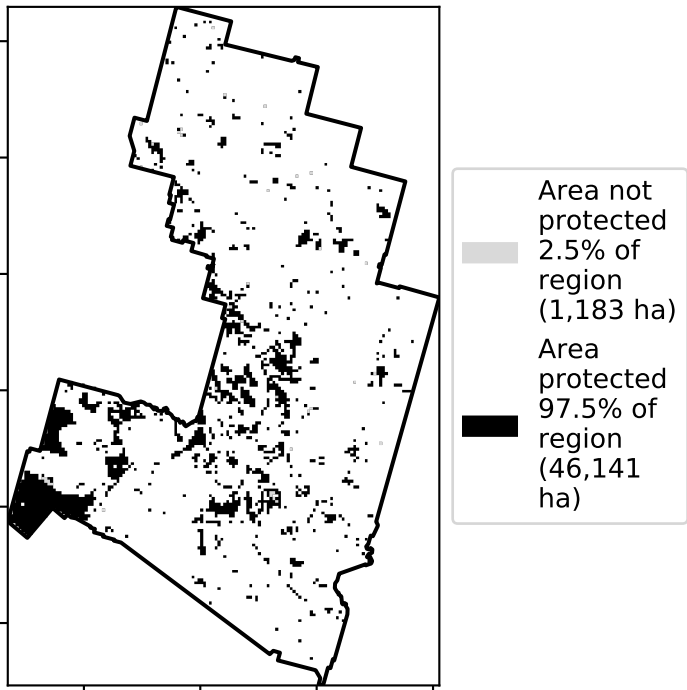 Area not
protected
2.5% of
region
(1,183 ha)
Area
protected
97.5% of
region
(46,141
ha)